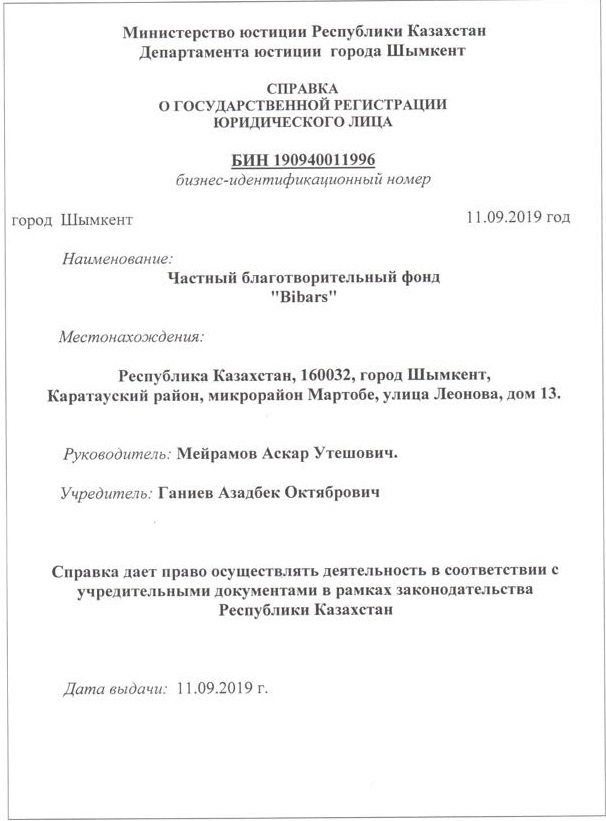 Министерство юстиции Республики Казахстан
Департамента юстиции города Шымкент
СПРАВКА
О ГОСУДАРСТВЕННОЙ РЕГИСТРАЦИИ
ЮРИДИЧЕСКОГО ЛИЦА
БИН 190940011996
бизнес-идентификационный номер
город Шымкент 11.09.2019 год
Наименование:
Частный благотворительный фонд
"Bibars"
Местонахождения:
Республика Казахстан, 160032, город Шымкент,
Каратауский район, микрорайон Мартобе, улица Леонова, дом 13.
Руководитель: Мейрамов Аскар Утешович.
Учредитель: Ганиев Азадбек Октябрович
Справка дает право осуществлять деятельность в соответствии с
учредительными документами в рамках законодательства
Республики Казахстан
Дата выдачи: 11.09.2019 г.